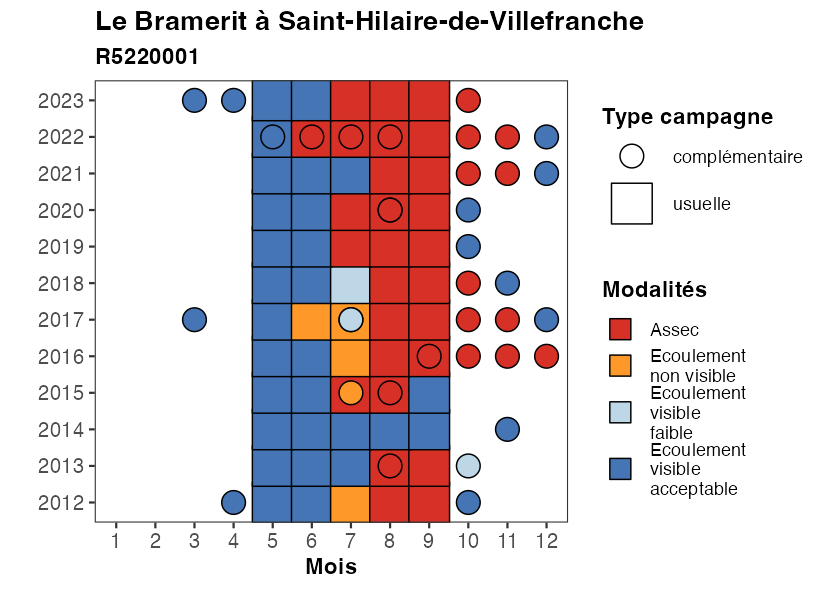 Le Bramerit à Saint-Hilaire-de-Villefranche
R5220001
2023
2022
2021
2020
2019
2018
2017
2016
2015
2014
2013
2012
1 2 3 4 5 6 7 8 9 10 11 12
Mois
Type campagne
complémentaire
usuelle
Modalités
Assec
Ecoulement
non visible
Ecoulement
visible
faible
Ecoulement
visible
acceptable